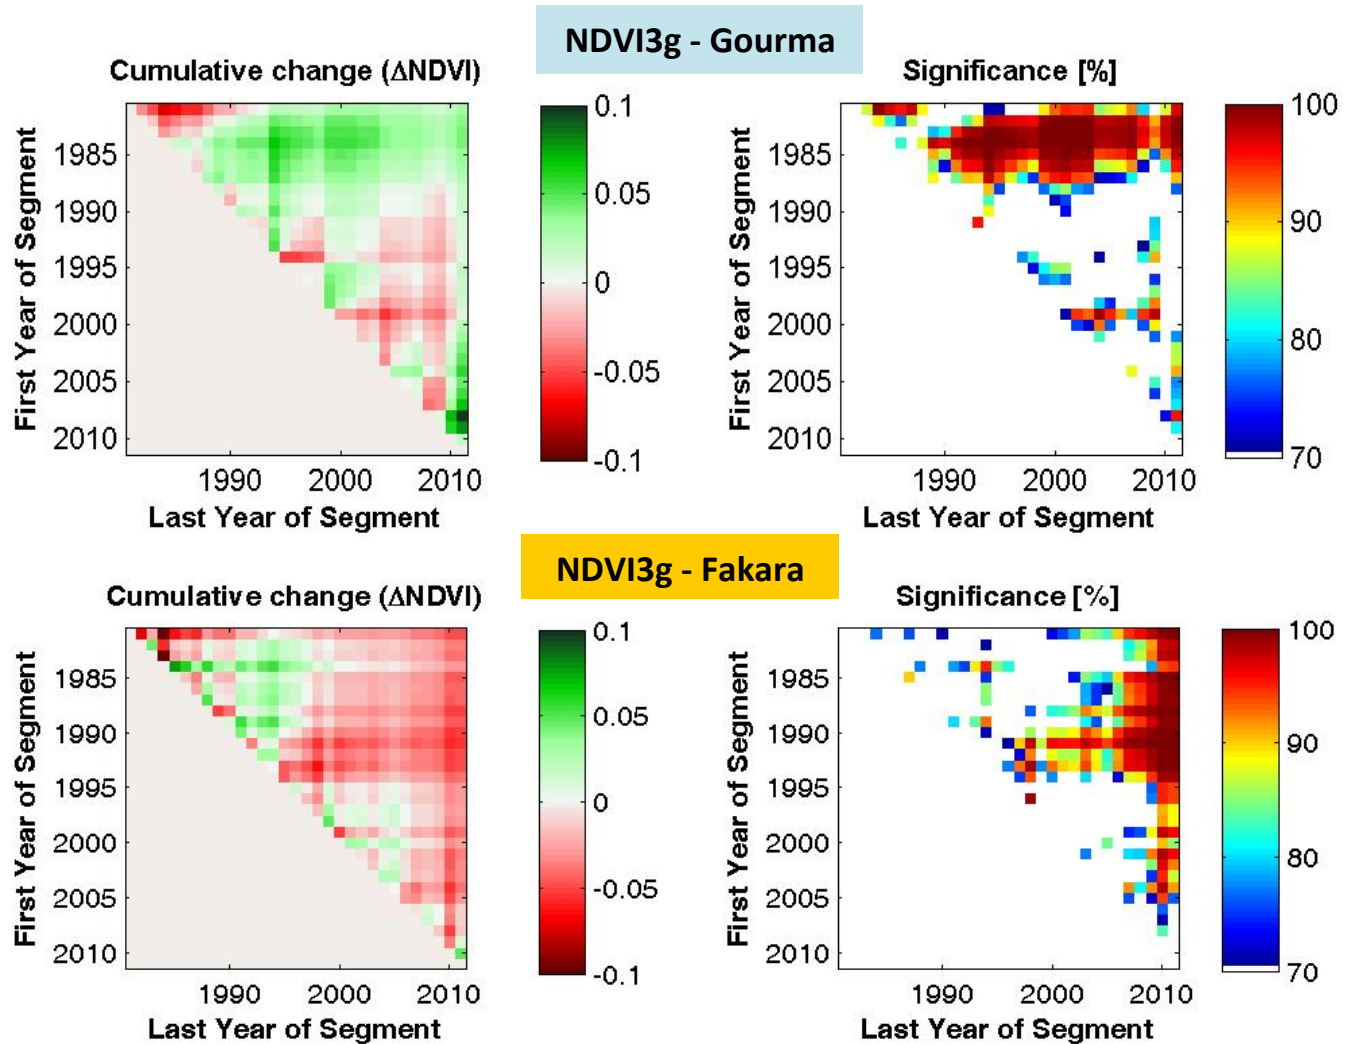 NDVI3g - Gourma
Cumulative change (ΔNDVI)
Significance [%]
First Year of Segment
1985
1990
1995
2000
2005
2010
1990 2000 2010
Last Year of Segment
0.1
0.05
0
-0.05
-0.1
First Year of Segment
1985
1990
1995
2000
2005
2010
1990 2000 2010
Last Year of Segment
100
90
80
70
NDVI3g - Fakara
Cumulative change (ΔNDVI)
Significance [%]
First Year of Segment
1985
1990
1995
2000
2005
2010
1990 2000 2010
Last Year of Segment
0.1
0.05
0
-0.05
-0.1
First Year of Segment
1985
1990
1995
2000
2005
2010
1990 2000 2010
Last Year of Segment
100
90
80
70